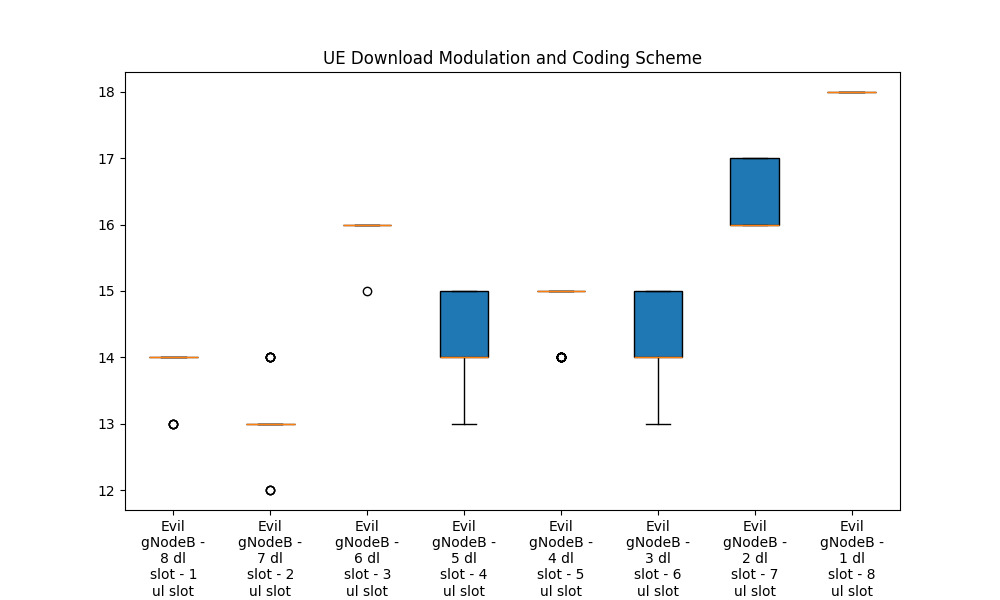 UE Download Modulation and Coding Scheme
18
17
16
15
14
13
12
Evil
gNodeB -
8 dl
slot - 1
ul slot
Evil
gNodeB -
7 dl
slot - 2
ul slot
Evil
gNodeB -
6 dl
slot - 3
ul slot
Evil
gNodeB -
5 dl
slot - 4
ul slot
Evil
gNodeB -
4 dl
slot - 5
ul slot
Evil
gNodeB -
3 dl
slot - 6
ul slot
Evil
gNodeB -
2 dl
slot - 7
ul slot
Evil
gNodeB -
1 dl
slot - 8
ul slot